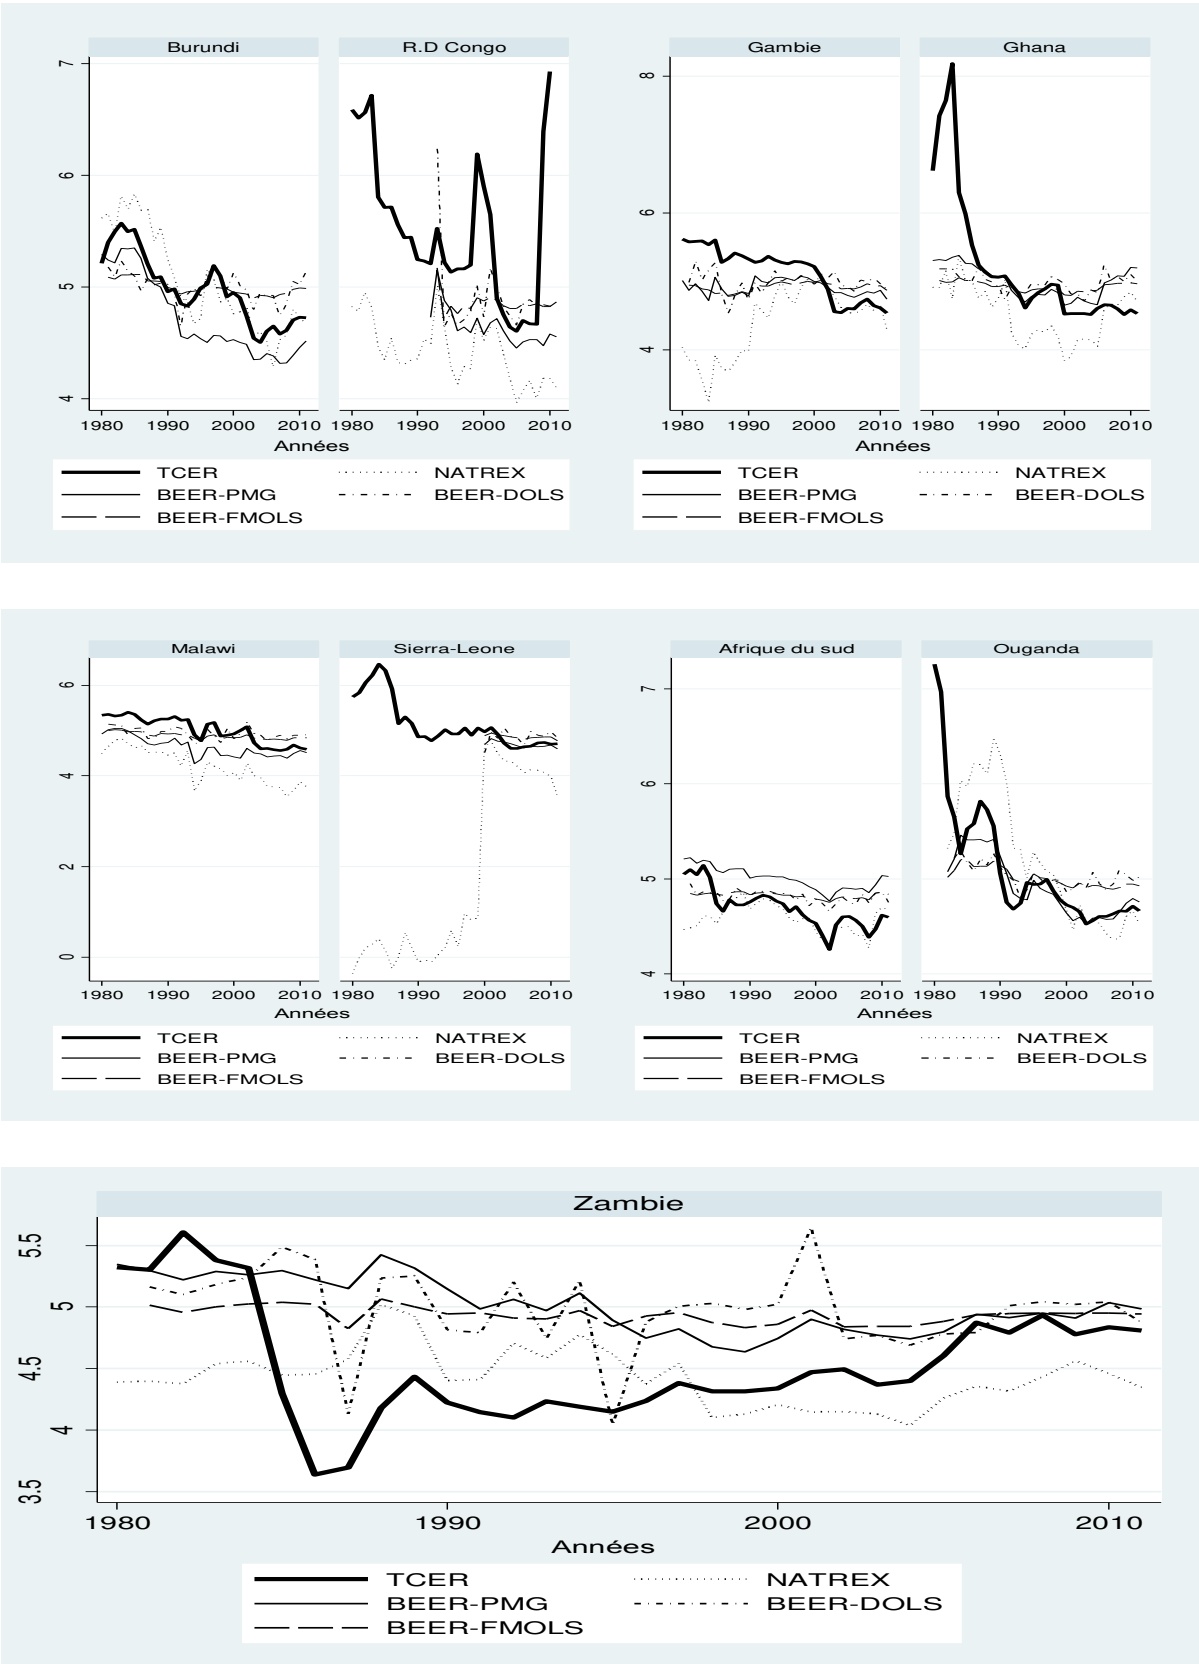 Burundi
R.D Congo
7
6
5
4
1980 1990 2000 2010 1980 1990 2000 2010
Années
TCER
NATREX
BEER-PMG
BEER-DOLS
BEER-FMOLS
Gambie
Ghana
8
6
4
1980 1990 2000 2010 1980 1990 2000 2010
Années
TCER
NATREX
BEER-PMG
BEER-DOLS
BEER-FMOLS
Malawi
Sierra-Leone
6
4
2
0
1980 1990 2000 2010 1980 1990 2000 2010
Années
TCER
NATREX
BEER-PMG
BEER-DOLS
BEER-FMOLS
Afrique du sud
Ouganda
7
6
5
4
1980 1990 2000 2010 1980 1990 2000 2010
Années
TCER
NATREX
BEER-PMG
BEER-DOLS
BEER-FMOLS
Zambie
5.5
5
4.5
4
3.5
1980 1990 2000 2010
Années
TCER
NATREX
BEER-PMG
BEER-DOLS
BEER-FMOLS